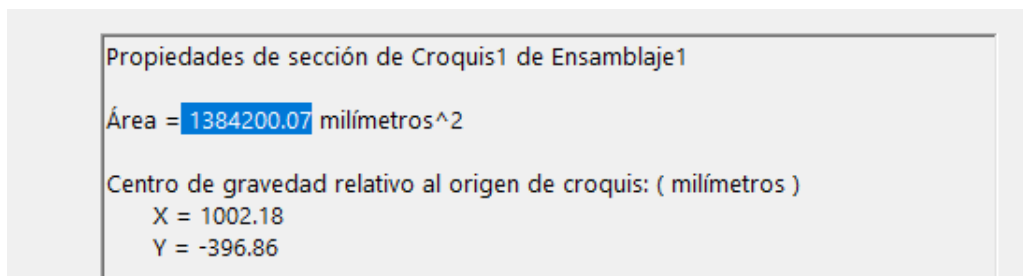 Propiedades de sección de Croquis1 de Ensamblaje1
Área = 1384200.07 milímetros^2
Centro de gravedad relativo al origen de croquis: ( milímetros )
X = 1002.18
Y = -396.86